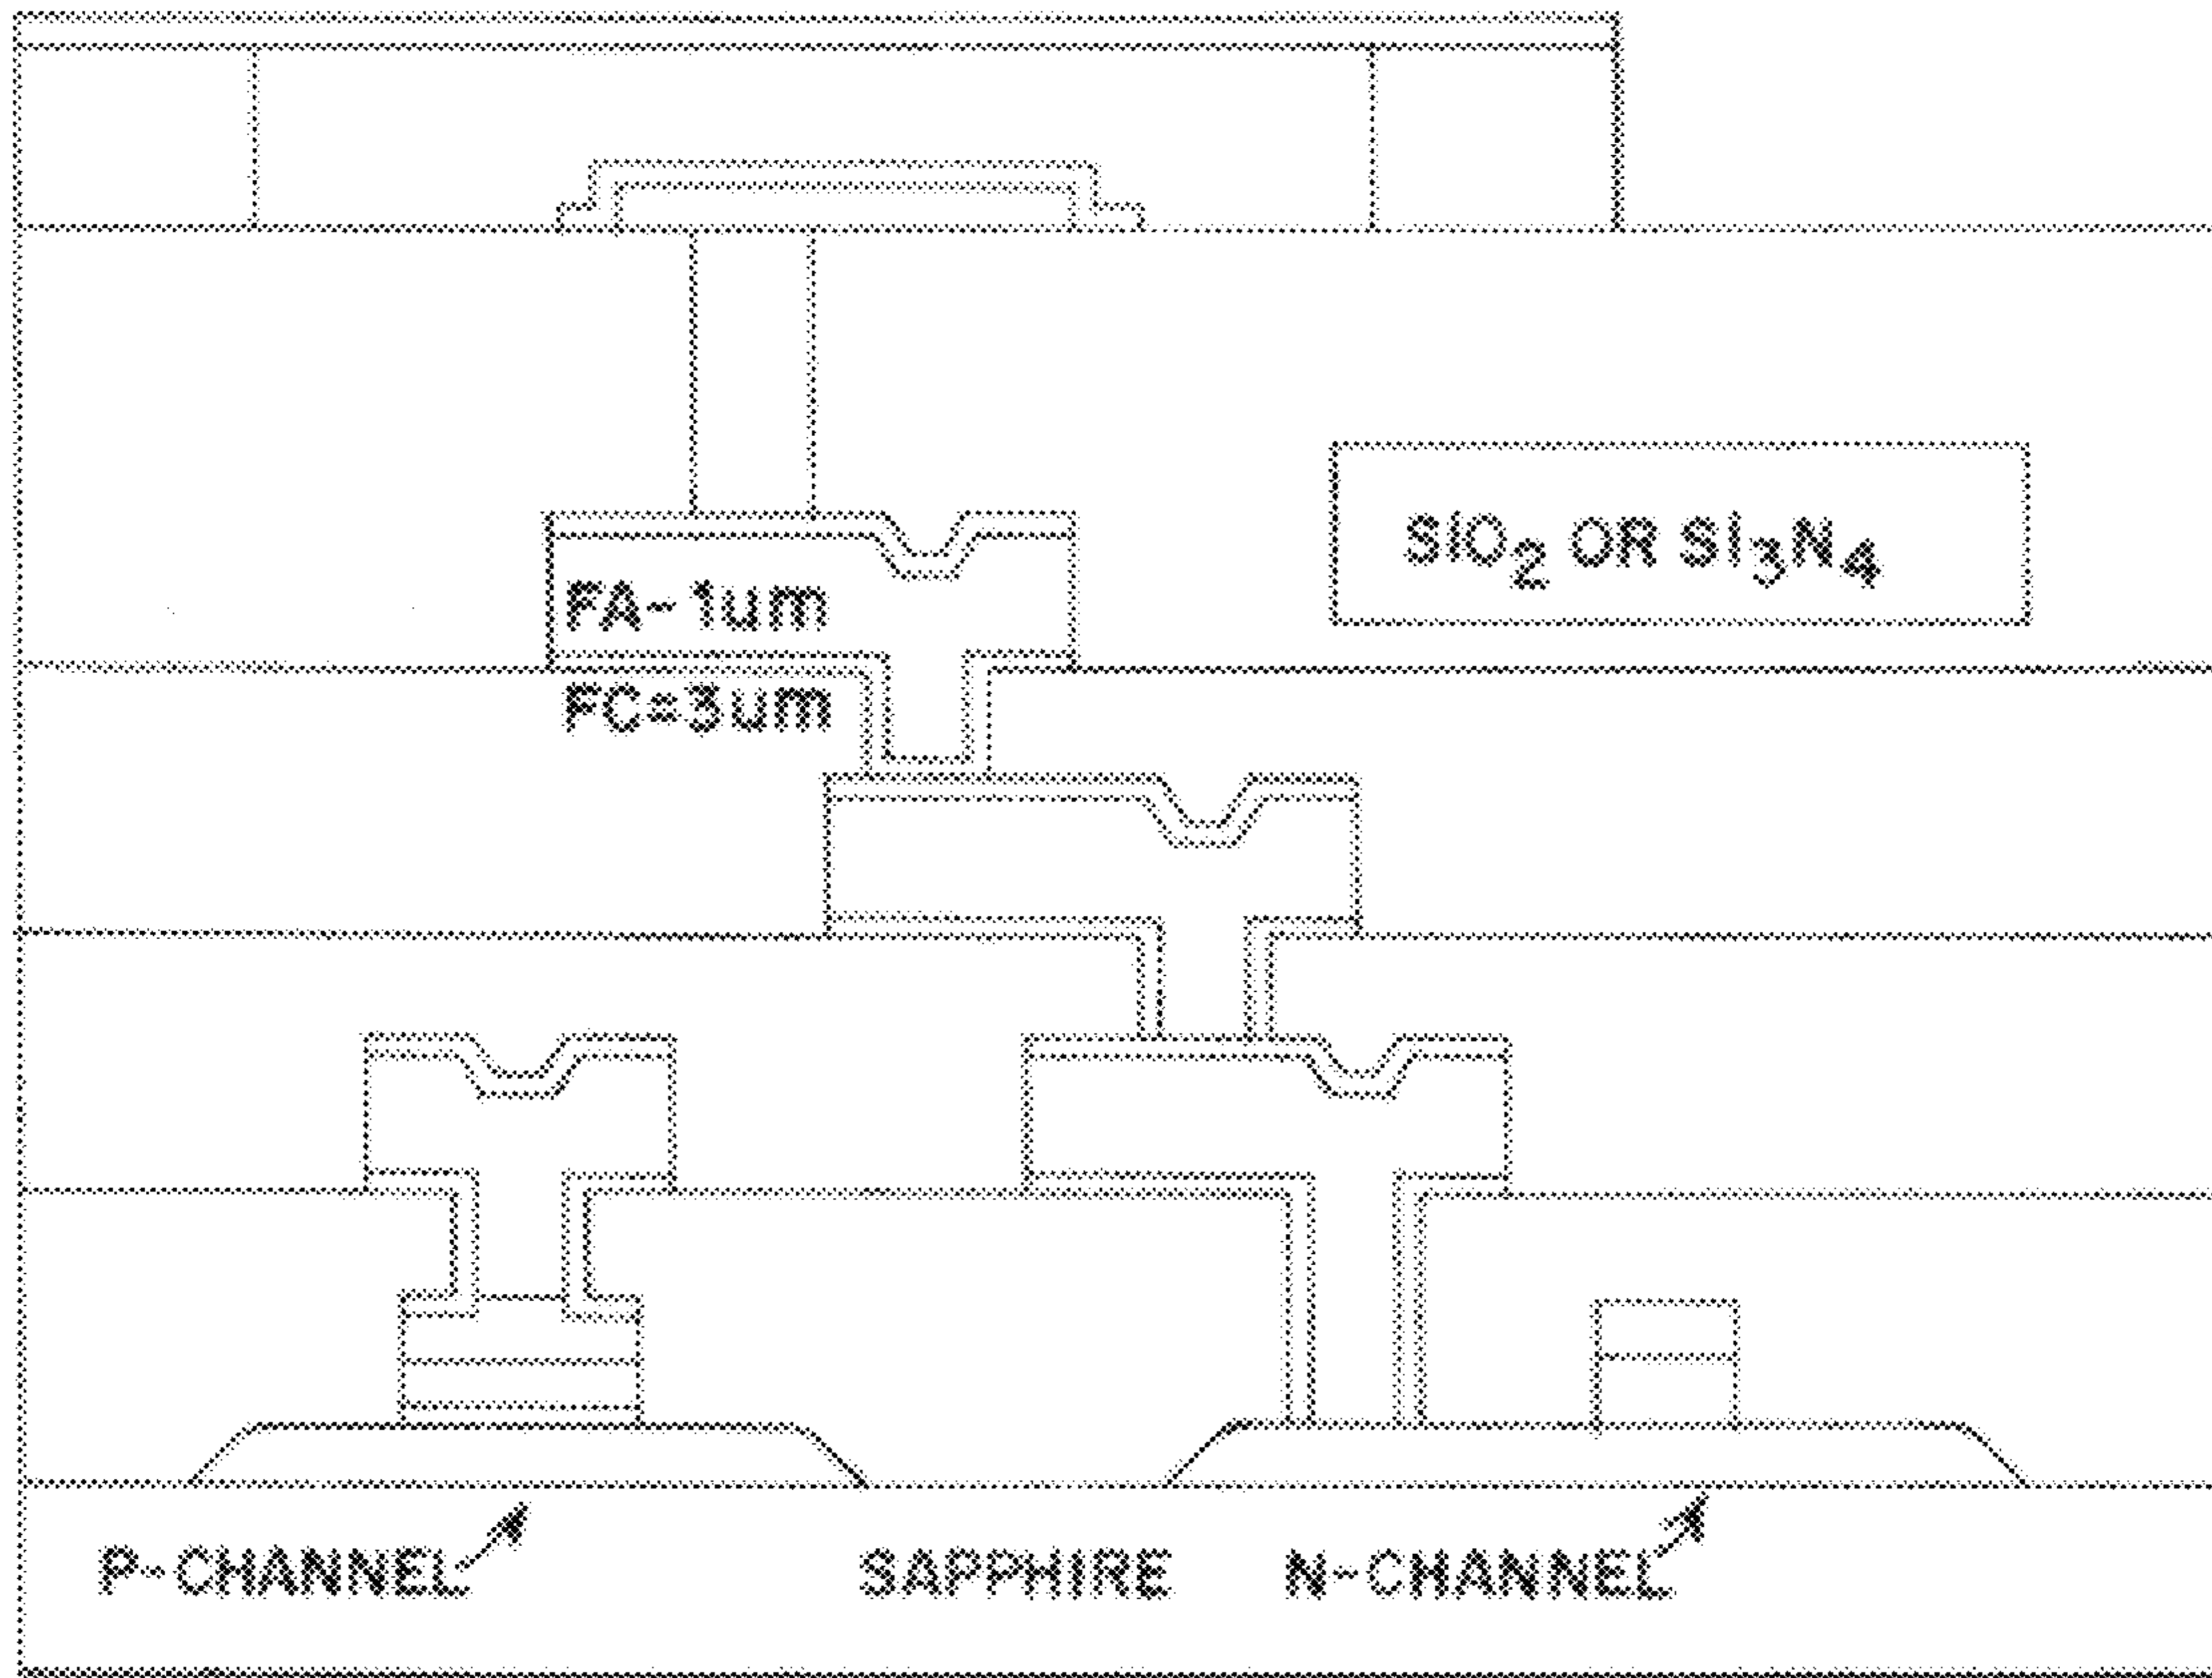 SiO₂ OR Si₃N₄
FA-1um
FC=3um
P-CHANNEL SAPPHIRE N-CHANNEL